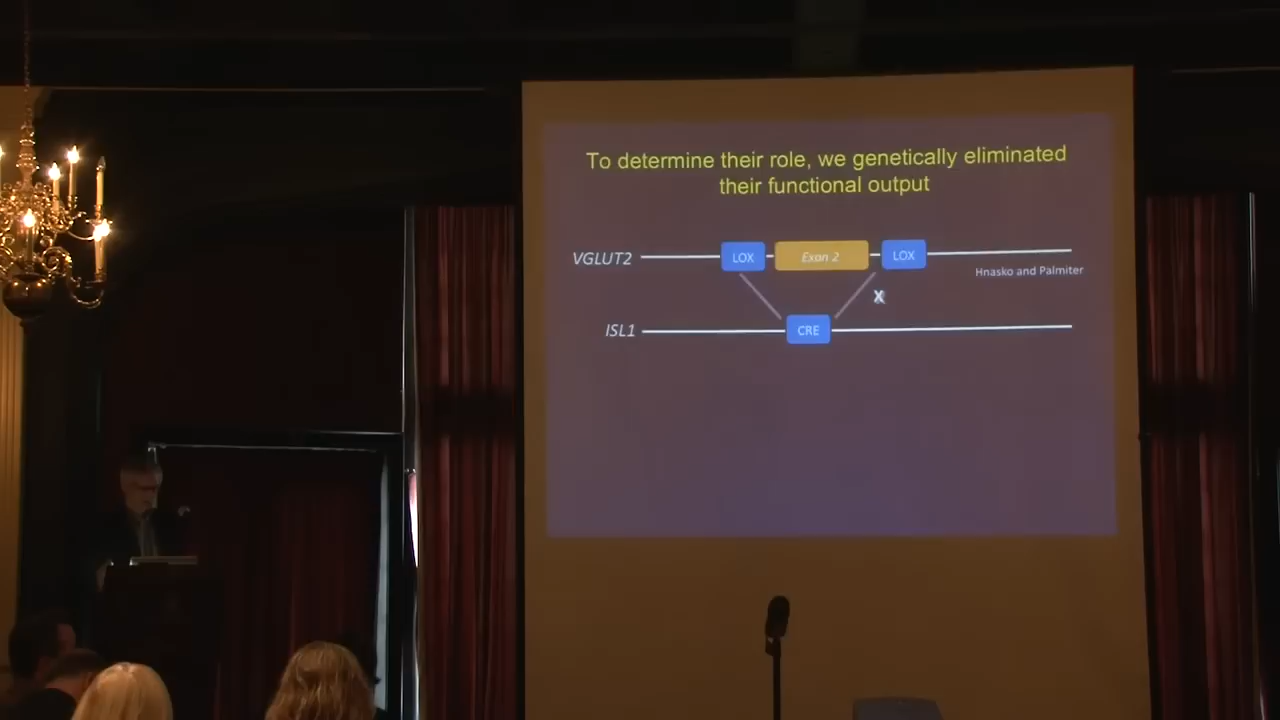 To determine their role, we genetically eliminated
their functional output
VGLUT2 LOX Exon 2 LOX
Hnasko and Palmiter
X
ISL1 CRE